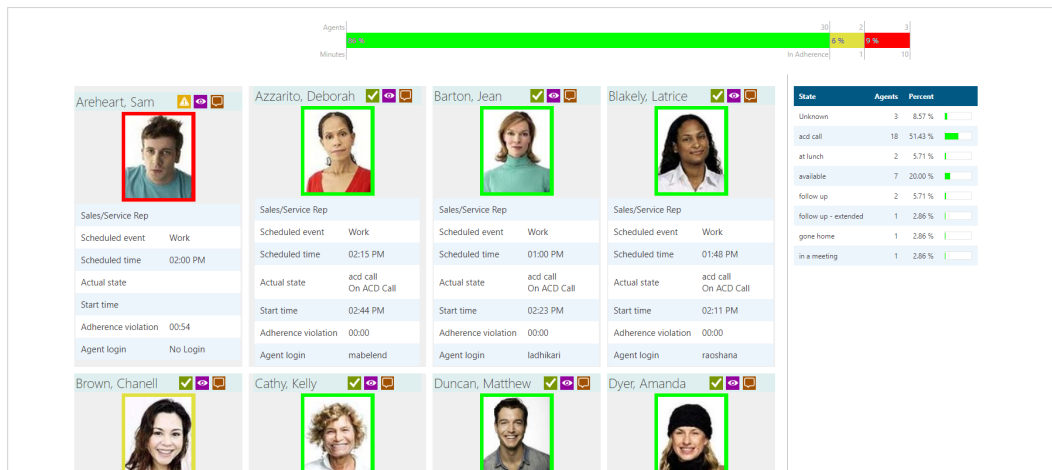 Agents 30 2 3
6 % 9 %
Minutes In Adherence 1 10
Areheart, Sam
Sales/Service Rep
Scheduled event Work
Scheduled time 02:00 PM
Actual state
Start time
Adherence violation 00:54
Agent login No Login
Azzarito, Deborah
Sales/Service Rep
Scheduled event Work
Scheduled time 02:15 PM
Actual state acd call
On ACD Call
Start time 02:44 PM
Adherence violation 00:00
Agent login mabelend
Barton, Jean
Sales/Service Rep
Scheduled event Work
Scheduled time 01:00 PM
Actual state acd call
On ACD Call
Start time 02:23 PM
Adherence violation 00:00
Agent login ladhikari
Blakely, Latrice
Sales/Service Rep
Scheduled event Work
Scheduled time 01:48 PM
Actual state acd call
On ACD Call
Start time 02:11 PM
Adherence violation 00:00
Agent login raoshana
Brown, Chanell
Cathy, Kelly
Duncan, Matthew
Dyer, Amanda
State Agents Percent
Unknown 3 8.57 %
acd call 18 51.43 %
at lunch 2 5.71 %
available 7 20.00 %
follow up 2 5.71 %
follow up - extended 1 2.86 %
gone home 1 2.86 %
in a meeting 1 2.86 %